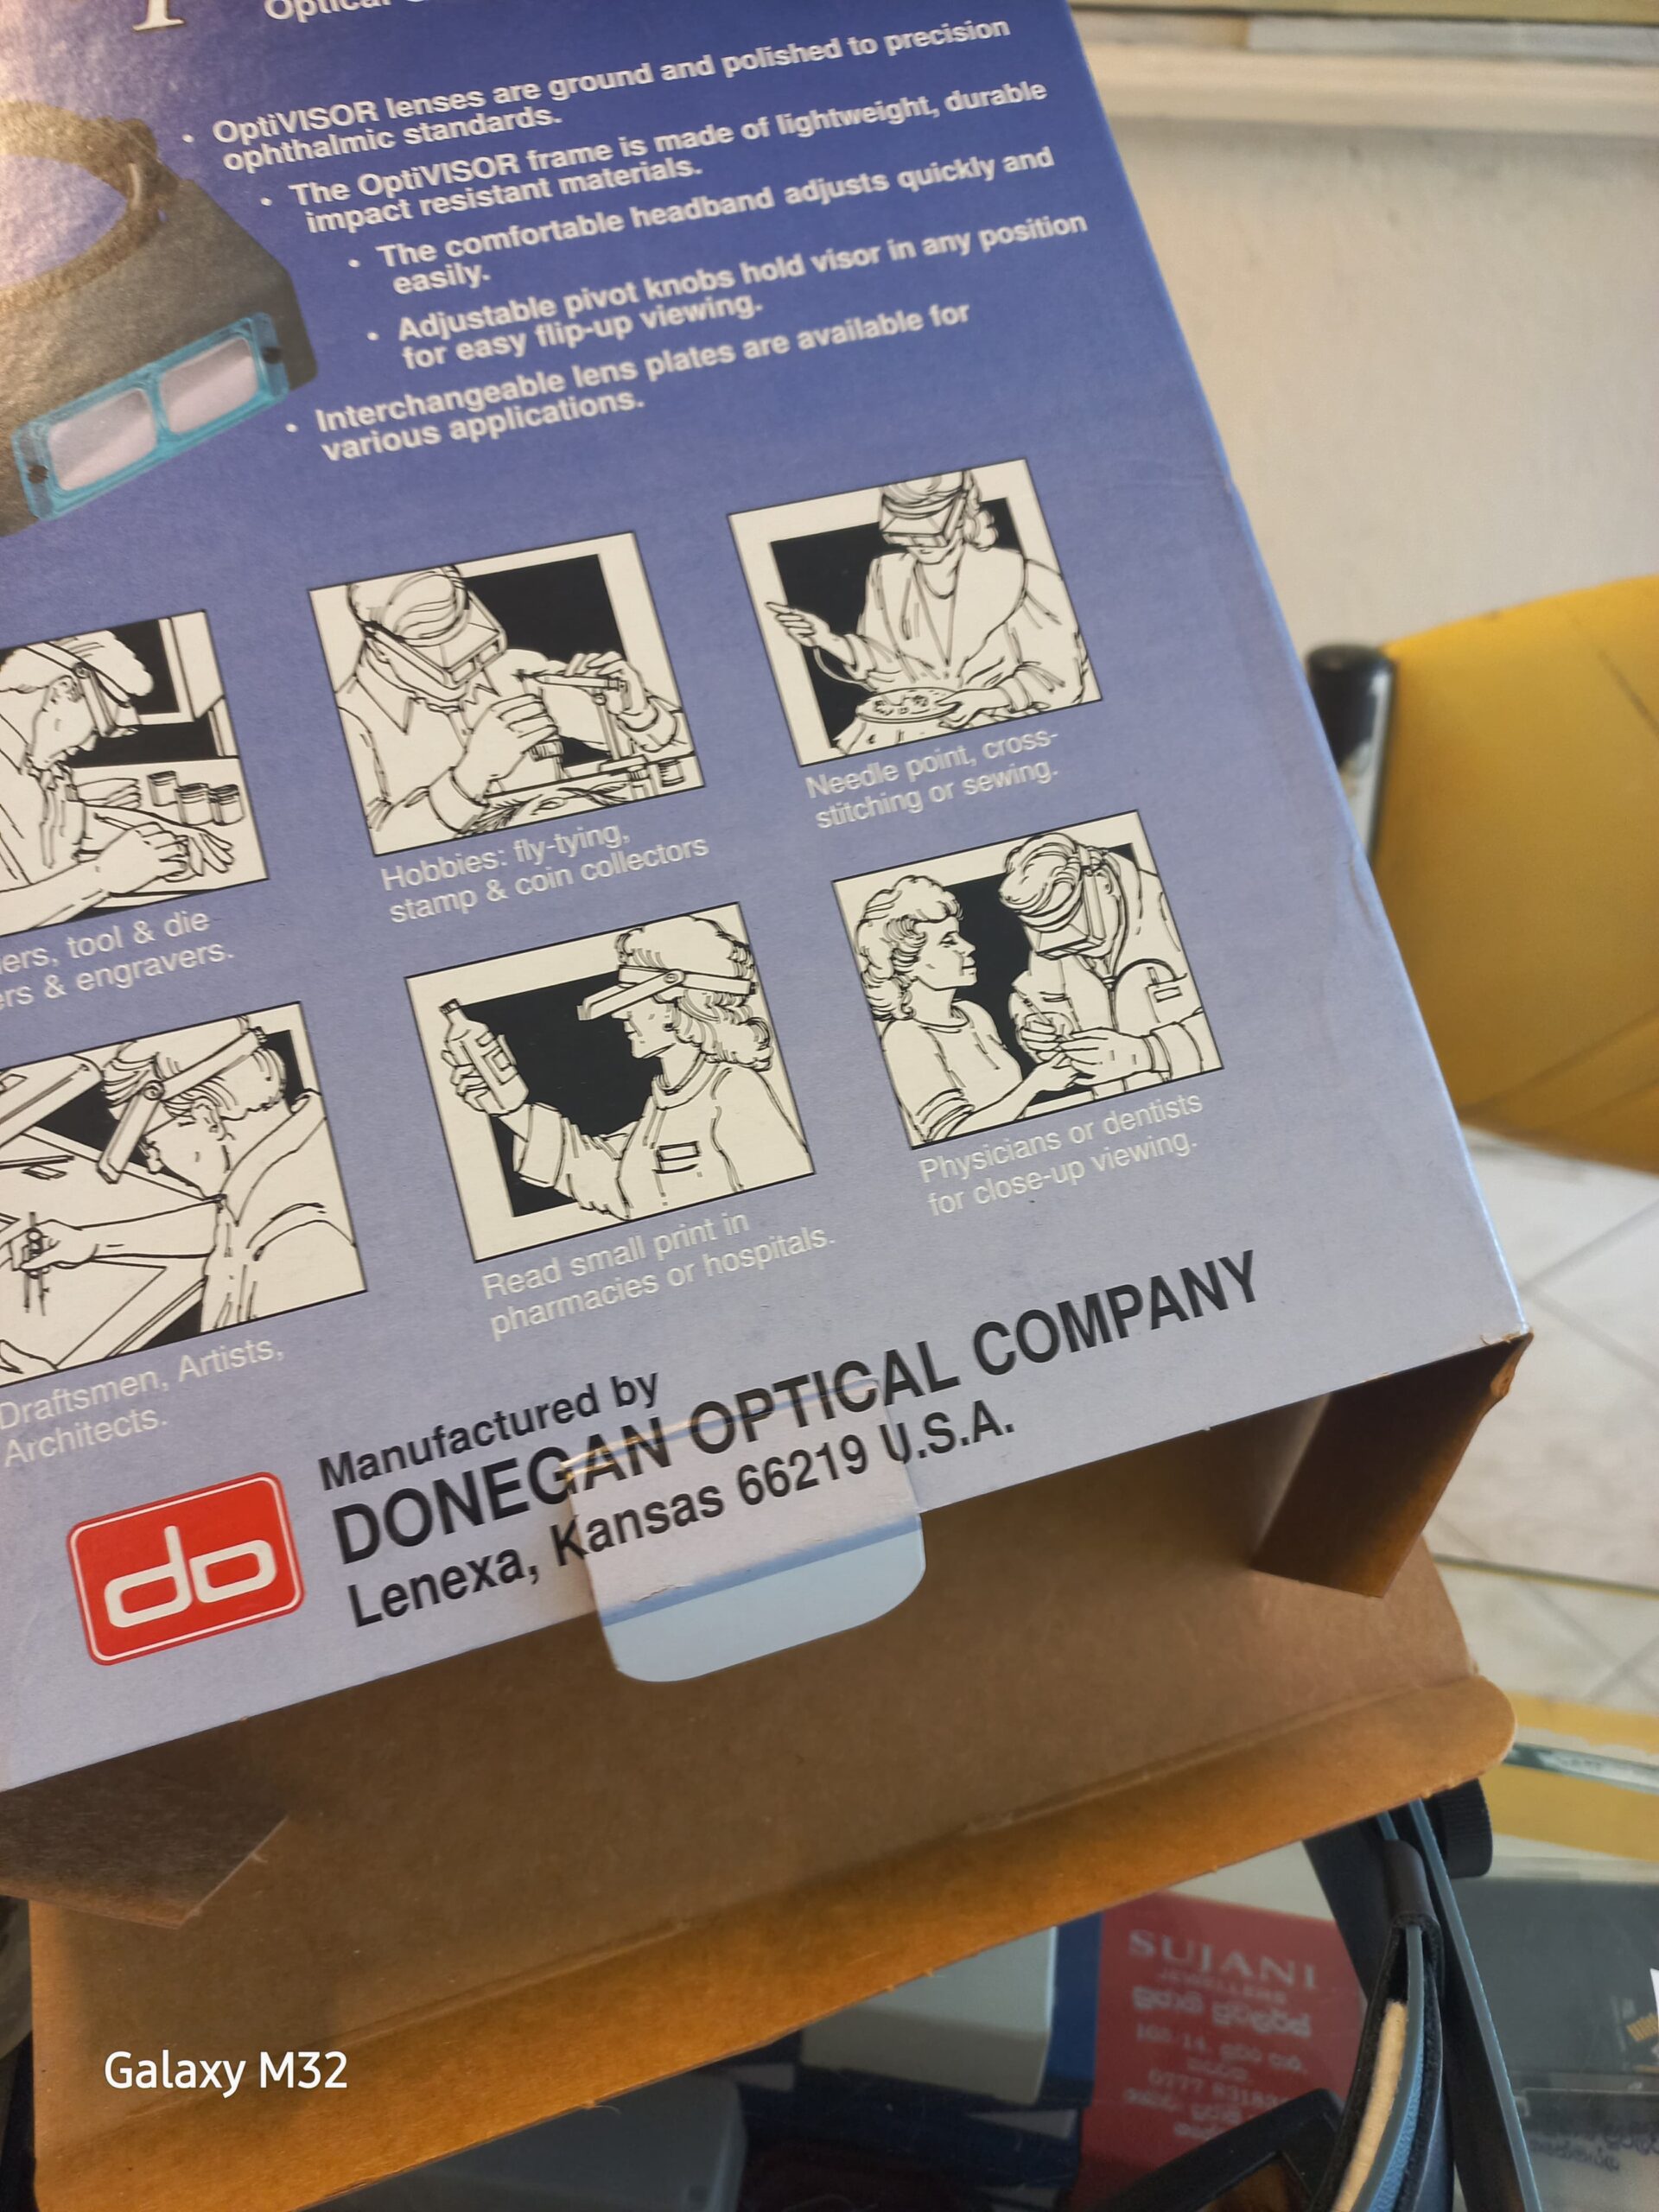 Optical
• OptiVISOR lenses are ground and polished to precision
ophthalmic standards.
• The OptiVISOR frame is made of lightweight, durable
impact resistant materials.
• The comfortable headband adjusts quickly and
easily.
• Adjustable pivot knobs hold visor in any position
for easy flip-up viewing.
• Interchangeable lens plates are available for
various applications.
tool & die
& engravers.
Hobbies: fly-tying,
stamp & coin collectors
Needle point, cross-
stitching or sewing.
Draftsmen, Artists,
Architects.
Read small print in
pharmacies or hospitals.
Physicians or dentists
for close-up viewing.
do
Manufactured by
DONEGAN OPTICAL COMPANY
Lenexa, Kansas 66219 U.S.A.
SUJANI
JEWELLERS
Galaxy M32